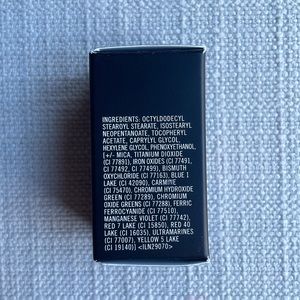 INGREDIENTS: OCTYLDODECYL
STEAROYL STEARATE, ISOSTEARYL
NEOPENTANOATE, TOCOPHERYL
ACETATE, CAPRYLYL GLYCOL,
HEXYLENE GLYCOL, PHENOXYETHANOL,
[+/- MICA, TITANIUM DIOXIDE
(CI 77891), IRON OXIDES (CI 77491,
CI 77492, CI 77499), BISMUTH
OXYCHLORIDE (CI 77163), BLUE 1
LAKE (CI 42090), CARMINE
(CI 75470), CHROMIUM HYDROXIDE
GREEN (CI 77289), CHROMIUM
OXIDE GREENS (CI 77288), FERRIC
FERROCYANIDE (CI 77510),
MANGANESE VIOLET (CI 77742),
RED 7 LAKE (CI 15850), RED 40
LAKE (CI 16035), ULTRAMARINES
(CI 77007), YELLOW 5 LAKE
(CI 19140)] <ILN29070>